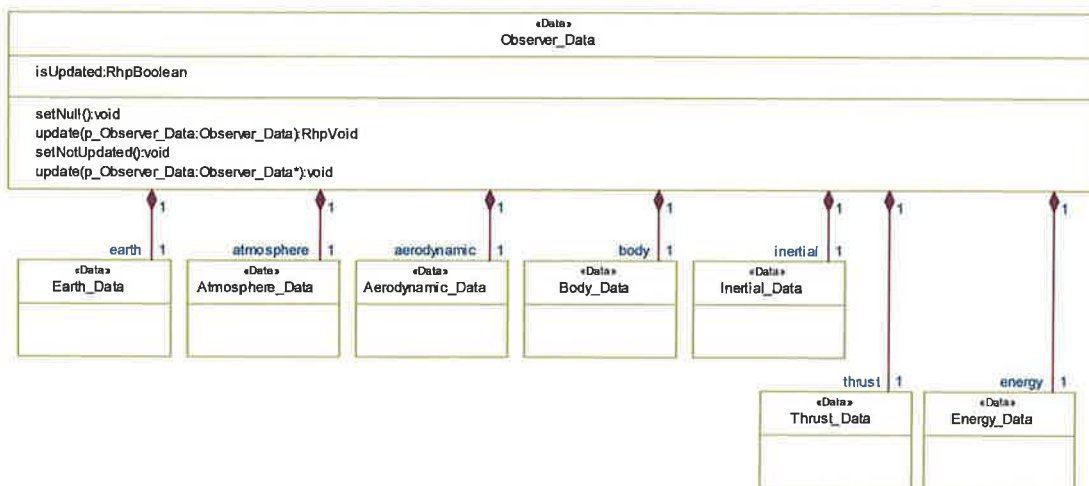 «Data»
Observer_Data
isUpdated:RhpBoolean
setNull():void
update(p_Observer_Data:Observer_Data):RhpVoid
setNotUpdated():void
update(p_Observer_Data:Observer_Data*):void
1 1 1 1 1 1 1
earth 1 atmosphere 1 aerodynamic 1 body 1 inertial 1
«Data» «Data» «Data» «Data» «Data»
Earth_Data Atmosphere_Data Aerodynamic_Data Body_Data Inertial_Data
thrust 1 energy 1
«Data» «Data»
Thrust_Data Energy_Data